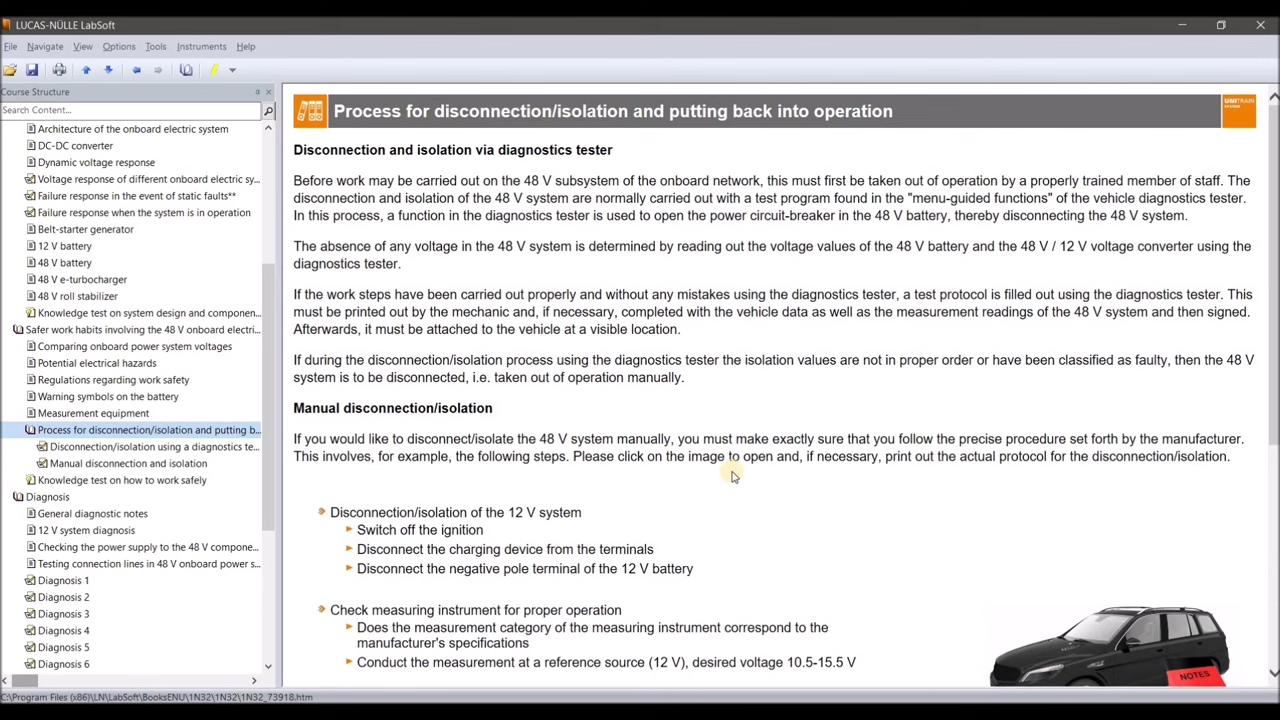 LUCAS-NÜLLE LabSoft
File Navigate View Options Tools Instruments Help
Course Structure
Search Content...
Architecture of the onboard electric system
DC-DC converter
Dynamic voltage response
Voltage response of different onboard electric sy...
Failure response in the event of static faults**
Failure response when the system is in operation
Belt-starter generator
12 V battery
48 V battery
48 V e-turbocharger
48 V roll stabilizer
Knowledge test on system design and componen...
Safer work habits involving the 48 V onboard electri...
Comparing onboard power system voltages
Potential electrical hazards
Regulations regarding work safety
Warning symbols on the battery
Measurement equipment
Process for disconnection/isolation and putting b...
Disconnection/isolation using a diagnostics te...
Manual disconnection and isolation
Knowledge test on how to work safely
Diagnosis
General diagnostic notes
12 V system diagnosis
Checking the power supply to the 48 V compone...
Testing connection lines in 48 V onboard power s...
Diagnosis 1
Diagnosis 2
Diagnosis 3
Diagnosis 4
Diagnosis 5
Diagnosis 6
Process for disconnection/isolation and putting back into operation
UNITRAIN
SYSTEM
Disconnection and isolation via diagnostics tester
Before work may be carried out on the 48 V subsystem of the onboard network, this must first be taken out of operation by a properly trained member of staff. The
disconnection and isolation of the 48 V system are normally carried out with a test program found in the "menu-guided functions" of the vehicle diagnostics tester.
In this process, a function in the diagnostics tester is used to open the power circuit-breaker in the 48 V battery, thereby disconnecting the 48 V system.
The absence of any voltage in the 48 V system is determined by reading out the voltage values of the 48 V battery and the 48 V / 12 V voltage converter using the
diagnostics tester.
If the work steps have been carried out properly and without any mistakes using the diagnostics tester, a test protocol is filled out using the diagnostics tester. This
must be printed out by the mechanic and, if necessary, completed with the vehicle data as well as the measurement readings of the 48 V system and then signed.
Afterwards, it must be attached to the vehicle at a visible location.
If during the disconnection/isolation process using the diagnostics tester the isolation values are not in proper order or have been classified as faulty, then the 48 V
system is to be disconnected, i.e. taken out of operation manually.
Manual disconnection/isolation
If you would like to disconnect/isolate the 48 V system manually, you must make exactly sure that you follow the precise procedure set forth by the manufacturer.
This involves, for example, the following steps. Please click on the image to open and, if necessary, print out the actual protocol for the disconnection/isolation.
Disconnection/isolation of the 12 V system
Switch off the ignition
Disconnect the charging device from the terminals
Disconnect the negative pole terminal of the 12 V battery
Check measuring instrument for proper operation
Does the measurement category of the measuring instrument correspond to the
manufacturer's specifications
Conduct the measurement at a reference source (12 V), desired voltage 10.5-15.5 V
NOTES
C:\Program Files (x86)\LN\LabSoft\BooksENU\1N32\1N32\1N32_73918.htm